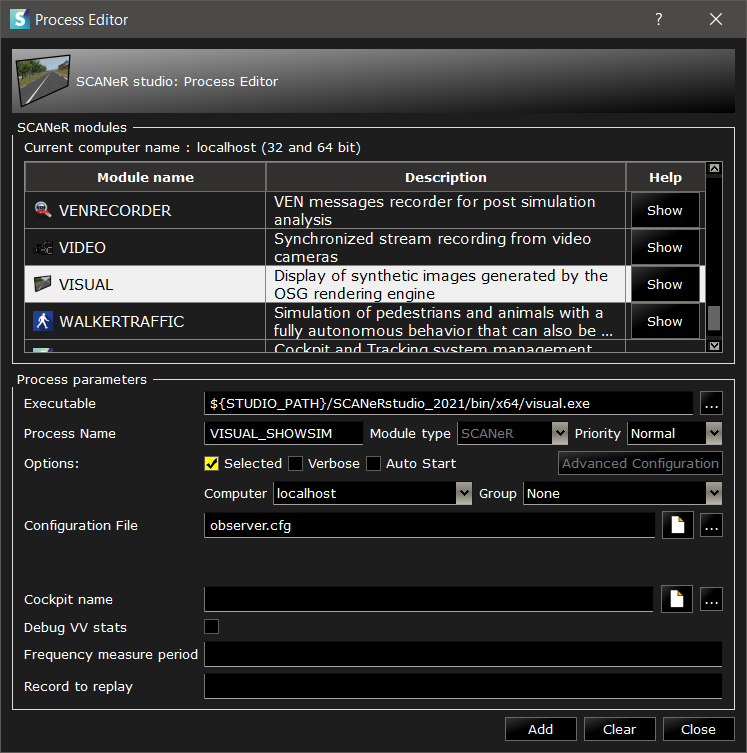 Process Editor
?
SCANeR studio: Process Editor
SCANeR modules
Current computer name : localhost (32 and 64 bit)
Module name Description Help
VENRECORDER VEN messages recorder for post simulation analysis Show
VIDEO Synchronized stream recording from video cameras Show
VISUAL Display of synthetic images generated by the OSG rendering engine Show
WALKERTRAFFIC Simulation of pedestrians and animals with a fully autonomous behavior that can also be ... Show
Cockpit and Tracking system management
Process parameters
Executable ${STUDIO_PATH}/SCANeRstudio_2021/bin/x64/visual.exe ...
Process Name VISUAL_SHOWSIM Module type SCANeR Priority Normal
Options: Selected Verbose Auto Start Advanced Configuration
Computer localhost Group None
Configuration File observer.cfg ...
Cockpit name ...
Debug VV stats
Frequency measure period
Record to replay
Add Clear Close